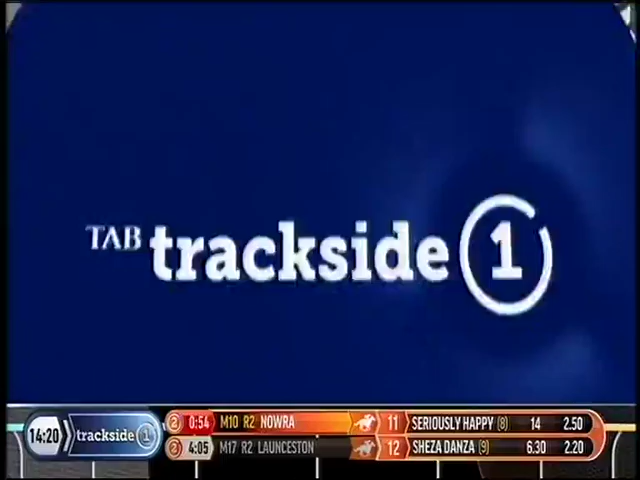 TAB trackside 1
14:20 trackside 1
2 0:54 M10 R2 NOWRA 11 SERIOUSLY HAPPY (8) 14 2.50
2 4:05 M17 R2 LAUNCESTON 12 SHEZA DANZA (9) 6.30 2.20